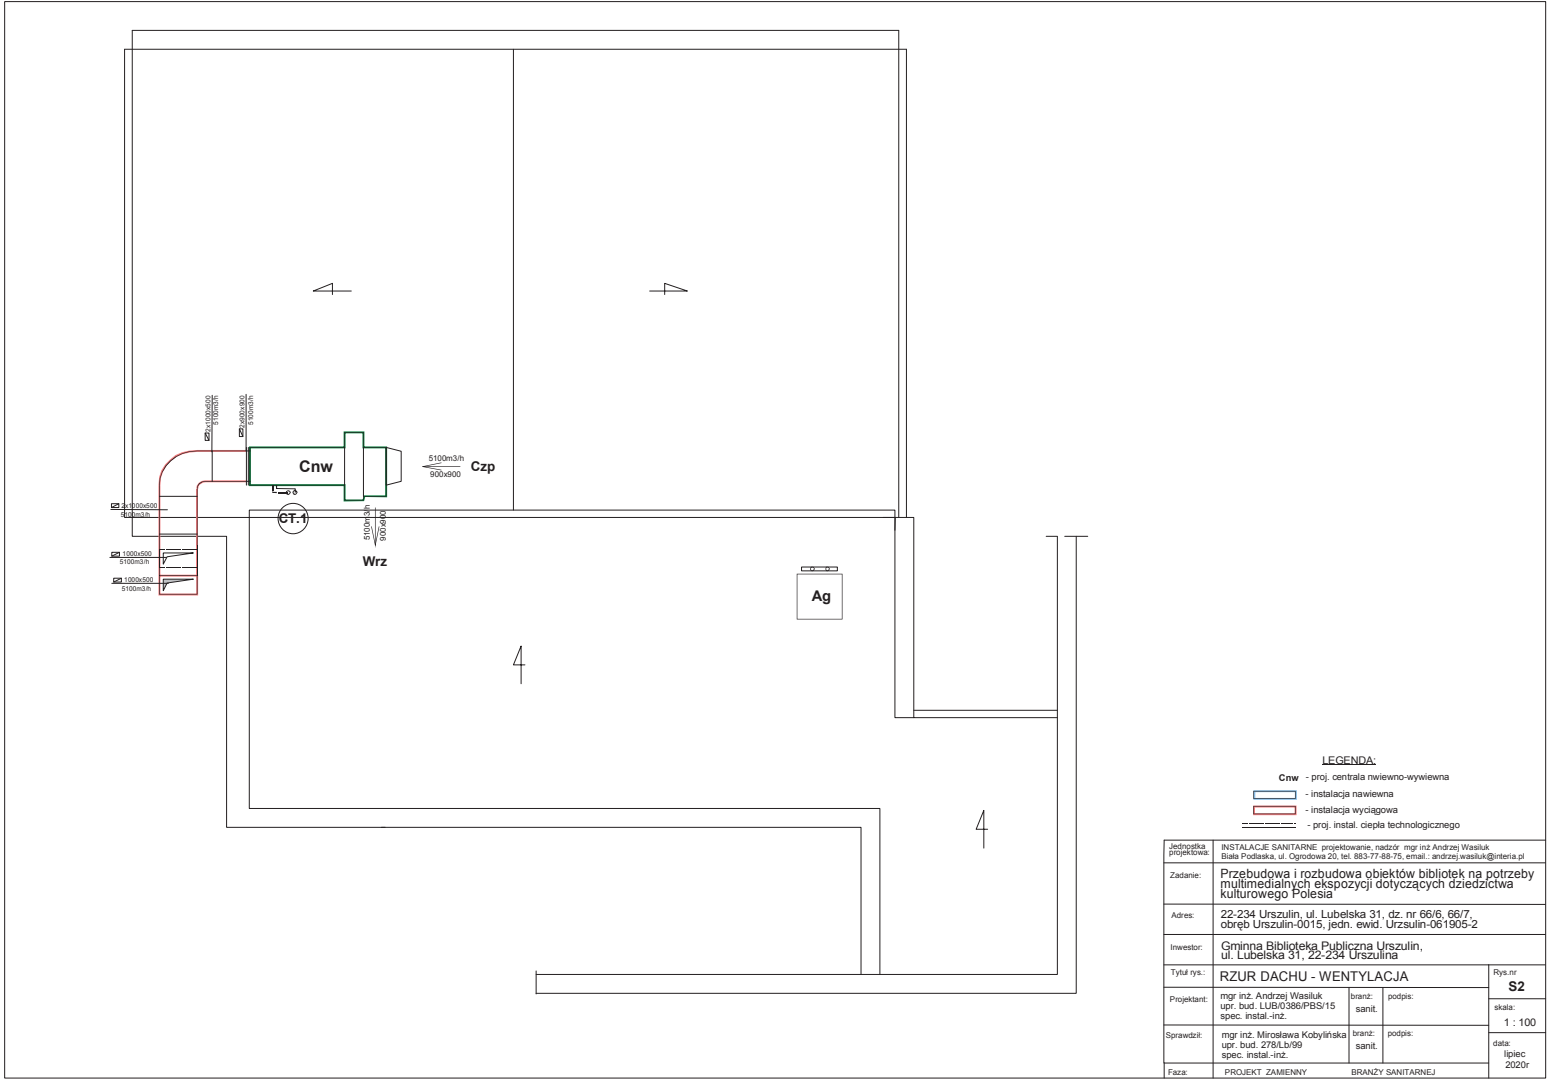 2x1000x500
5100m3/h
2x900x900
5100m3/h
Cnw
5100m3/h
900x900
Czp
2x1000x500
5100m3/h
CT.1
5100m3/h
900x900
Wrz
1000x500
5100m3/h
1000x500
5100m3/h
Ag
LEGENDA:
Cnw - proj. centrala nwiewno-wywiewna
- instalacja nawiewna
- instalacja wyciągowa
- proj. instal. ciepła technologicznego
Jednostka projektowa:
INSTALACJE SANITARNE projektowanie, nadzór mgr inż Andrzej Wasiluk
Biała Podlaska, ul. Ogrodowa 20, tel. 883-77-88-75, email.: andrzej.wasiluk@interia.pl
Zadanie:
Przebudowa i rozbudowa obiektów bibliotek na potrzeby
multimedialnych ekspozycji dotyczących dziedzictwa
kulturowego Polesia
Adres:
22-234 Urszulin, ul. Lubelska 31, dz. nr 66/6, 66/7,
obręb Urszulin-0015, jedn. ewid. Urzsulin-061905-2
Inwestor:
Gminna Biblioteka Publiczna Urszulin,
ul. Lubelska 31, 22-234 Urszulina
Tytuł rys.: RZUR DACHU - WENTYLACJA
Rys.nr
S2
Projektant:
mgr inż. Andrzej Wasiluk
upr. bud. LUB/0386/PBS/15
spec. instal.-inż.
branż:
sanit.
podpis:
skala:
1 : 100
Sprawdził:
mgr inż. Mirosława Kobylińska
upr. bud. 278/Lb/99
spec. instal.-inż.
branż:
sanit.
podpis:
data:
lipiec
2020r
Faza: PROJEKT ZAMIENNY BRANŻY SANITARNEJ